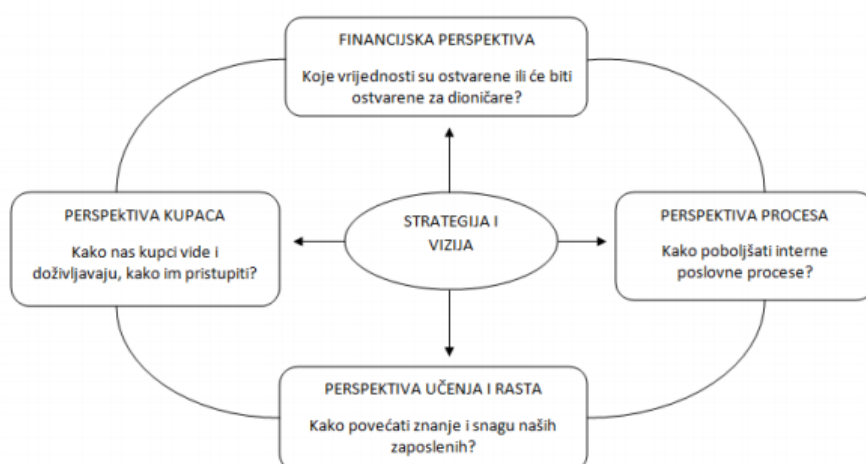 FINANCIJSKA PERSPEKTIVA
Koje vrijednosti su ostvarene ili će biti
ostvarene za dioničare?
PERSPEkTIVA KUPACA
Kako nas kupci vide i
doživljavaju, kako im pristupiti?
STRATEGIJA I
VIZIJA
PERSPEKTIVA PROCESA
Kako poboljšati interne
poslovne procese?
PERSPEKTIVA UČENJA I RASTA
Kako povećati znanje i snagu naših
zaposlenih?